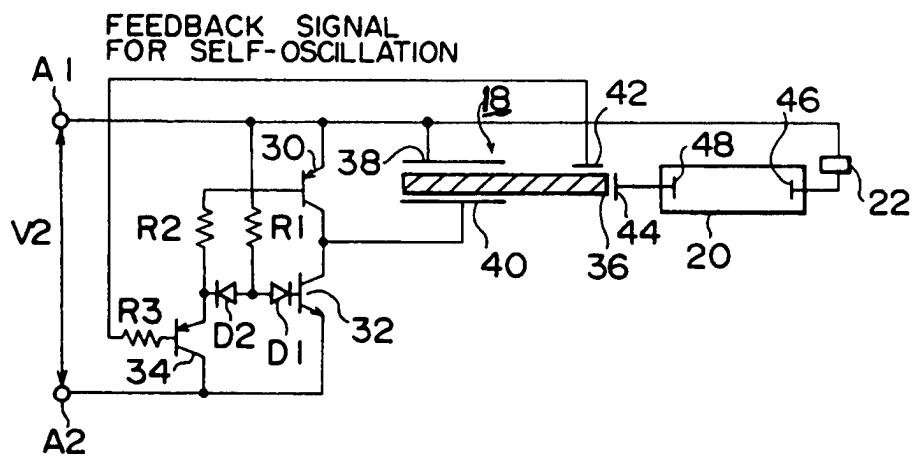 FEEDBACK SIGNAL
FOR SELF-OSCILLATION
A1
18
42
46
30
38
48
V2
R2
R1
22
44
20
40
36
R3
D2
32
D1
34
A2